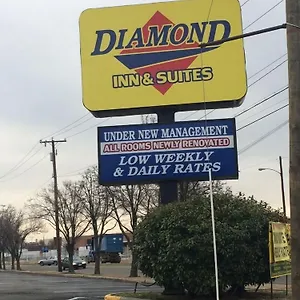 DIAMOND
INN & SUITES
UNDER NEW MANAGEMENT
ALL ROOMS NEWLY RENOVATED
LOW WEEKLY
& DAILY RATES